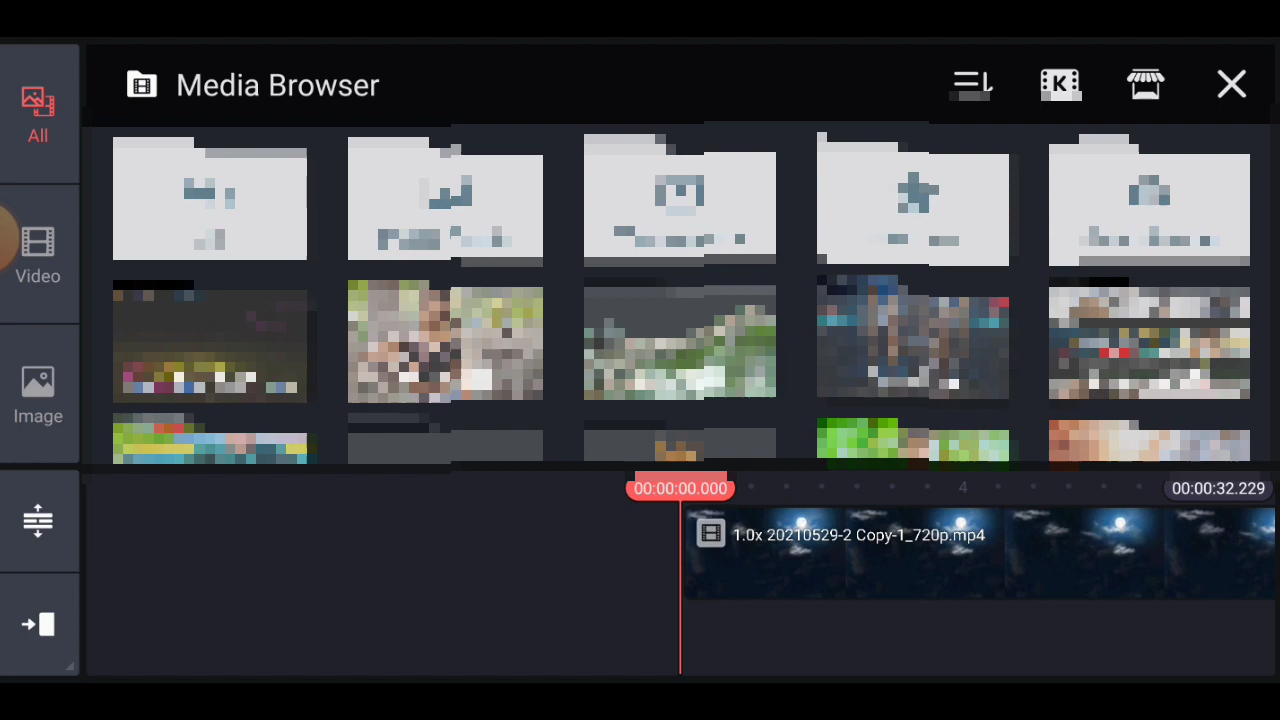 Media Browser
K
All
Video
Image
00:00:00.000
4
00:00:32.229
1.0x 20210529-2 Copy-1_720p.mp4